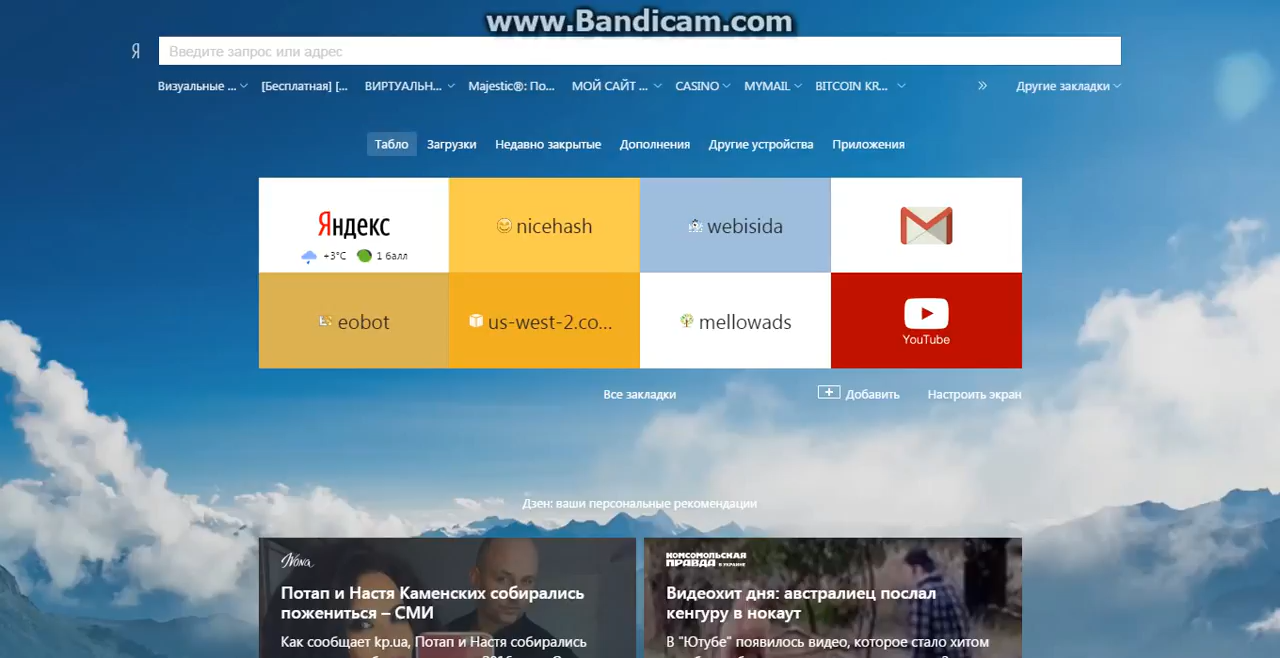 www.Bandicam.com
Я Введите запрос или адрес
Визуальные ... [Бесплатная] [... ВИРТУАЛЬН... Majestic®: По... МОЙ САЙТ ... CASINO MYMAIL BITCOIN KR... » Другие закладки
Табло Загрузки Недавно закрытые Дополнения Другие устройства Приложения
Яндекс
+3°C 1 балл
nicehash
webisida
eobot
us-west-2.co...
mellowads
YouTube
Все закладки Добавить Настроить экран
Дзен: ваши персональные рекомендации
Потап и Настя Каменских собирались
пожениться – СМИ
Как сообщает kp.ua, Потап и Настя собирались
КОМСОМОЛЬСКАЯ
ПРАВДА В УКРАИНЕ
Видеохит дня: австралиец послал
кенгуру в нокаут
В "Ютубе" появилось видео, которое стало хитом